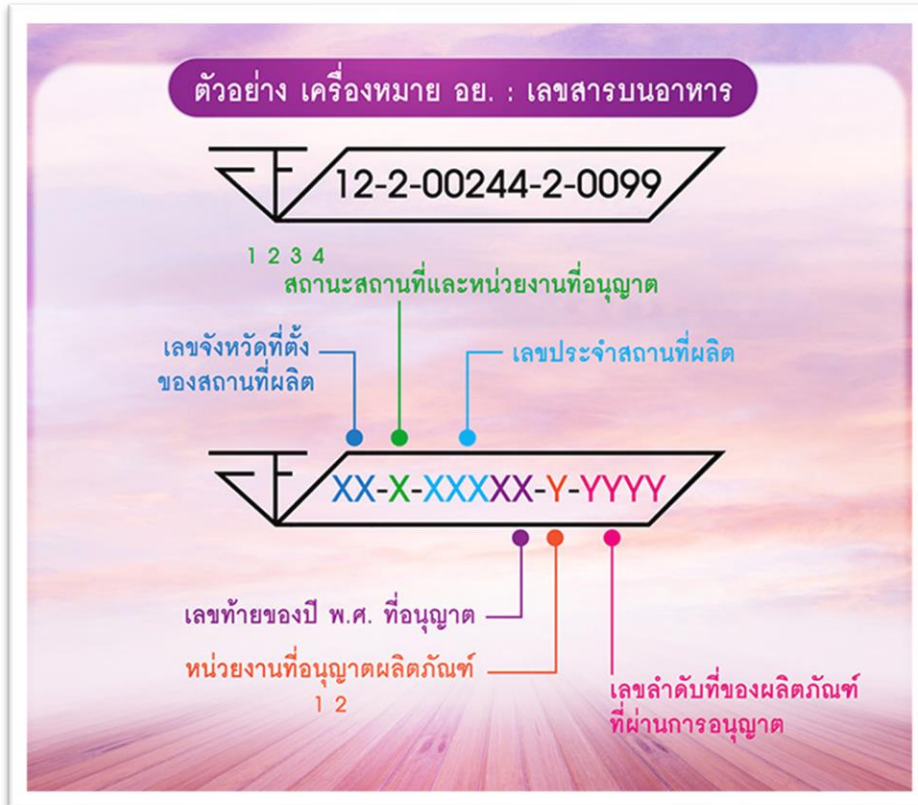 ตัวอย่าง เครื่องหมาย อย. : เลขสารบนอาหาร
12-2-00244-2-0099
1 2 3 4
สถานะสถานที่และหน่วยงานที่อนุญาต
เลขจังหวัดที่ตั้ง
ของสถานที่ผลิต
เลขประจำสถานที่ผลิต
XX-X-XXXXX-Y-YYYY
เลขท้ายของปี พ.ศ. ที่อนุญาต
หน่วยงานที่อนุญาตผลิตภัณฑ์
1 2
เลขลำดับที่ของผลิตภัณฑ์
ที่ผ่านการอนุญาต